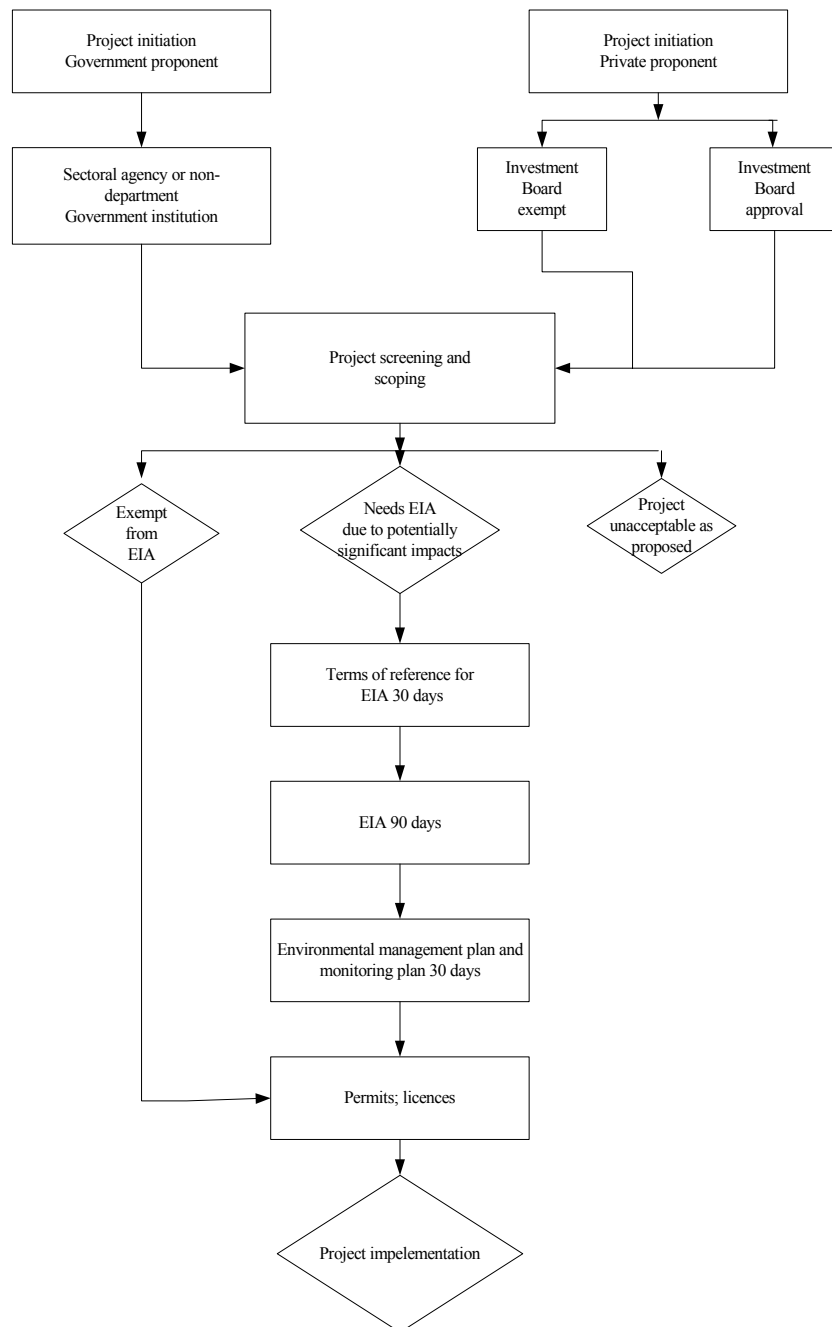 Project initiation
Government proponent
Project initiation
Private proponent
Sectoral agency or non-
department
Government institution
Investment
Board
exempt
Investment
Board
approval
Project screening and
scoping
Exempt
from
EIA
Needs EIA
due to potentially
significant impacts
Project
unacceptable as
proposed
Terms of reference for
EIA 30 days
EIA 90 days
Environmental management plan and
monitoring plan 30 days
Permits; licences
Project impelementation